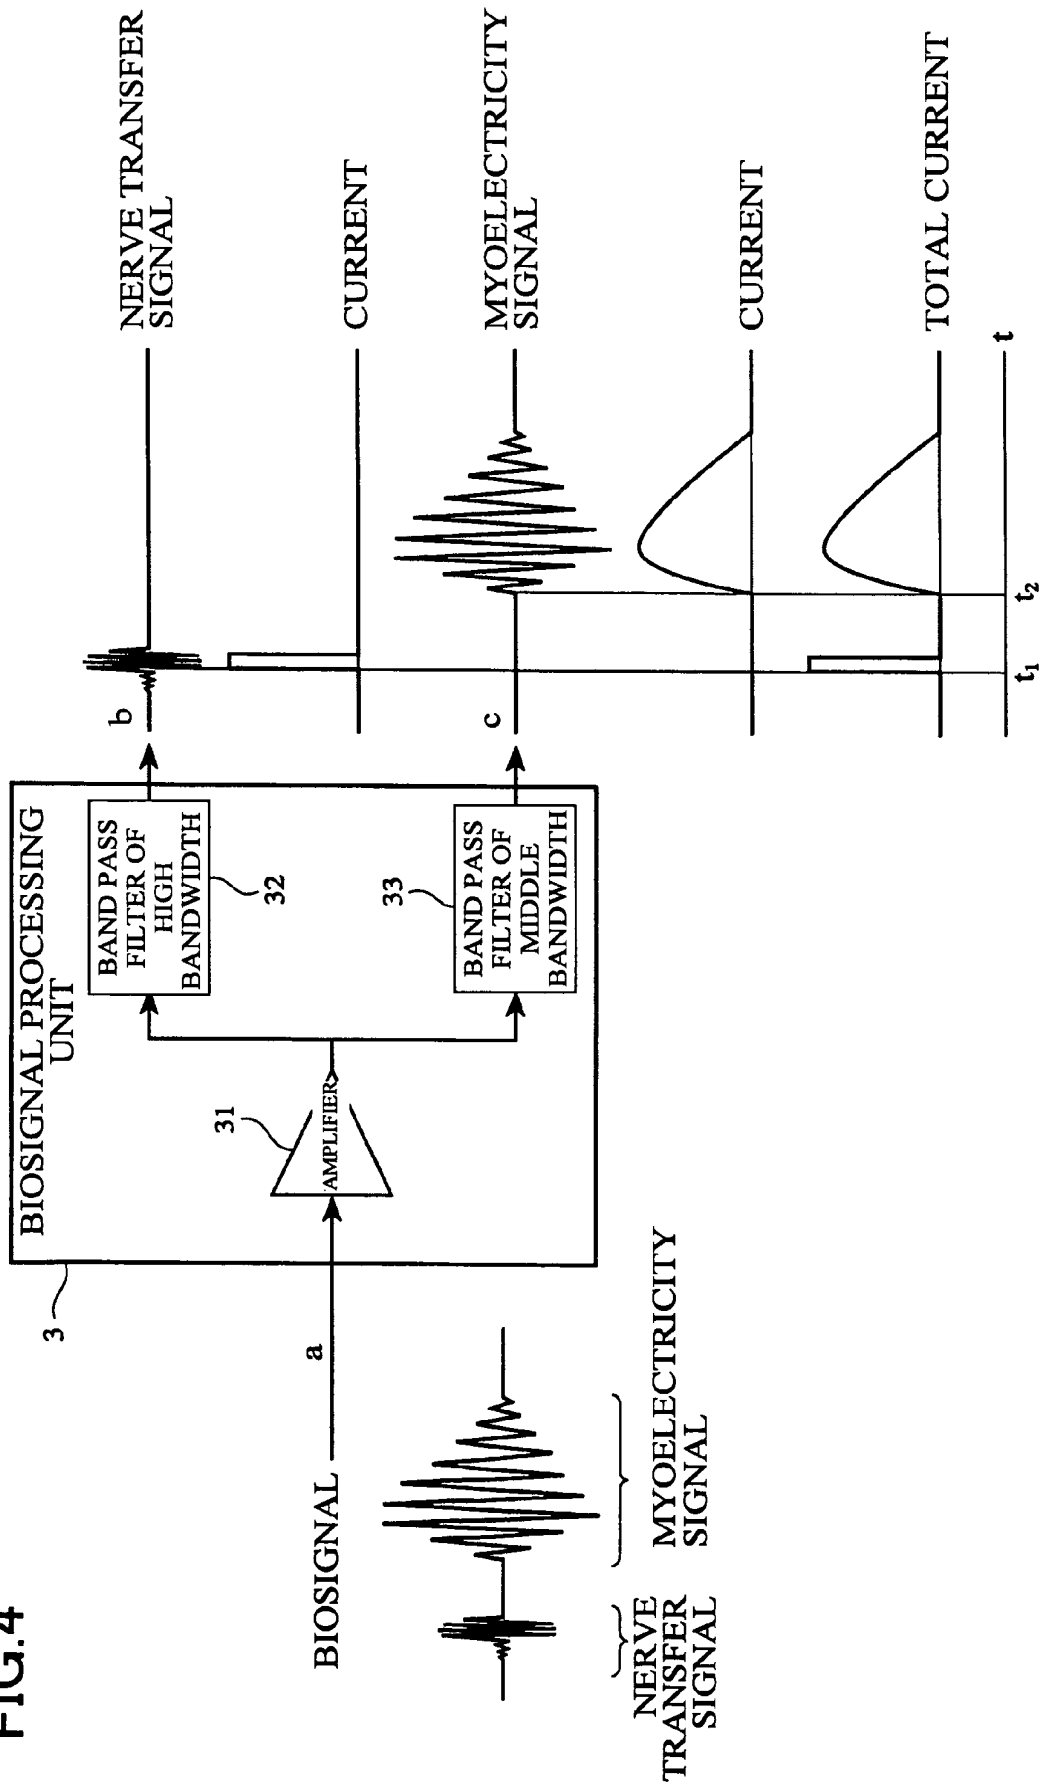 FIG.4
BIOSIGNAL PROCESSING
UNIT
3
BIOSIGNAL
a
31
AMPLIFIER
BAND PASS
FILTER OF
HIGH
BANDWIDTH
32
33
BAND PASS
FILTER OF
MIDDLE
BANDWIDTH
b
c
NERVE TRANSFER
SIGNAL
CURRENT
MYOELECTRICITY
SIGNAL
CURRENT
TOTAL CURRENT
t1
t2
t
NERVE
TRANSFER
SIGNAL
MYOELECTRICITY
SIGNAL